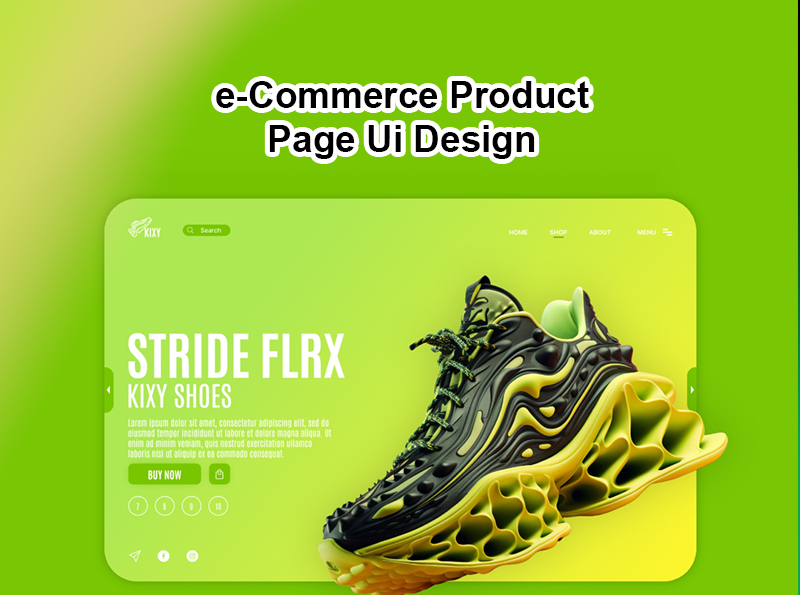 e-Commerce Product
Page Ui Design
KIXY
Search
HOME
SHOP
ABOUT
MENU
STRIDE FLRX
KIXY SHOES
Lorem ipsum dolor sit amet, consectetur adipiscing elit, sed do
eiusmod tempor incididunt ut labore et dolore magna aliqua. Ut
enim ad minim veniam, quis nostrud exercitation ullamco
laboris nisi ut aliquip ex ea commodo consequat.
BUY NOW
7
8
9
10